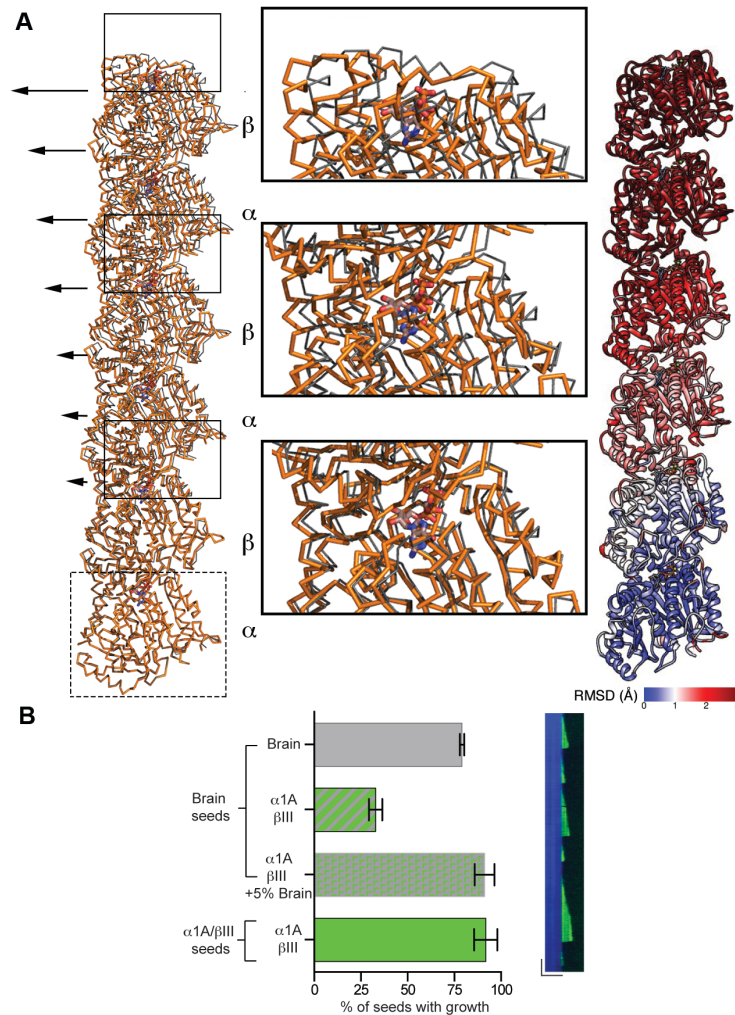 A
β
α
β
α
β
α
RMSD (Å)
0
1
2
B
Brain
Brain
seeds
α1A
βIII
α1A
βIII
+5% Brain
α1A/βIII
seeds
α1A
βIII
0 25 50 75 100
% of seeds with growth